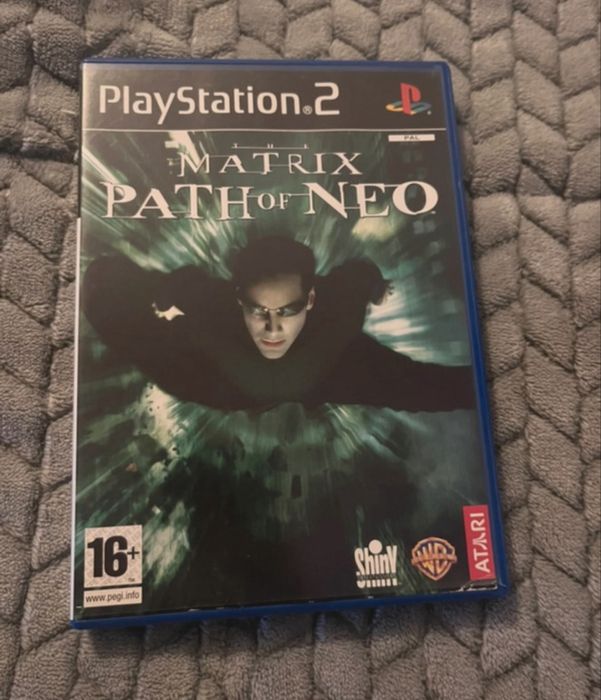 PlayStation®2
PAL
THE
MATRIX
PATH OF NEO
16+
www.pegi.info
Shiny
WB
ATARI